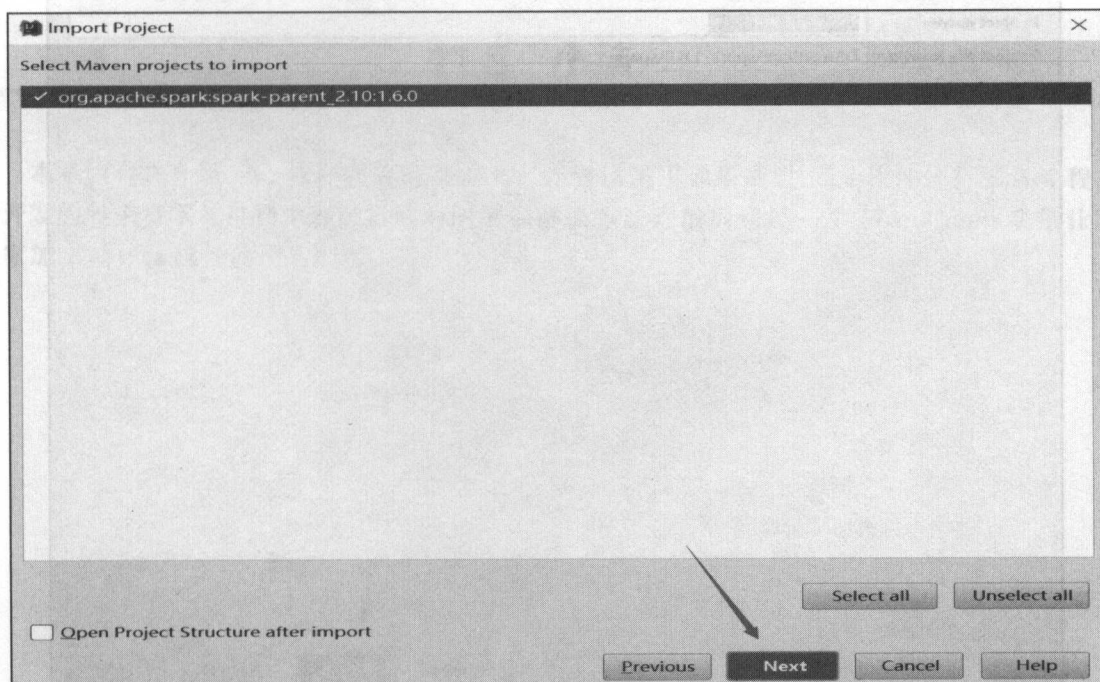 Import Project
Select Maven projects to import
org.apache.spark:spark-parent_2.10:1.6.0
Select all
Unselect all
Open Project Structure after import
Previous
Next
Cancel
Help